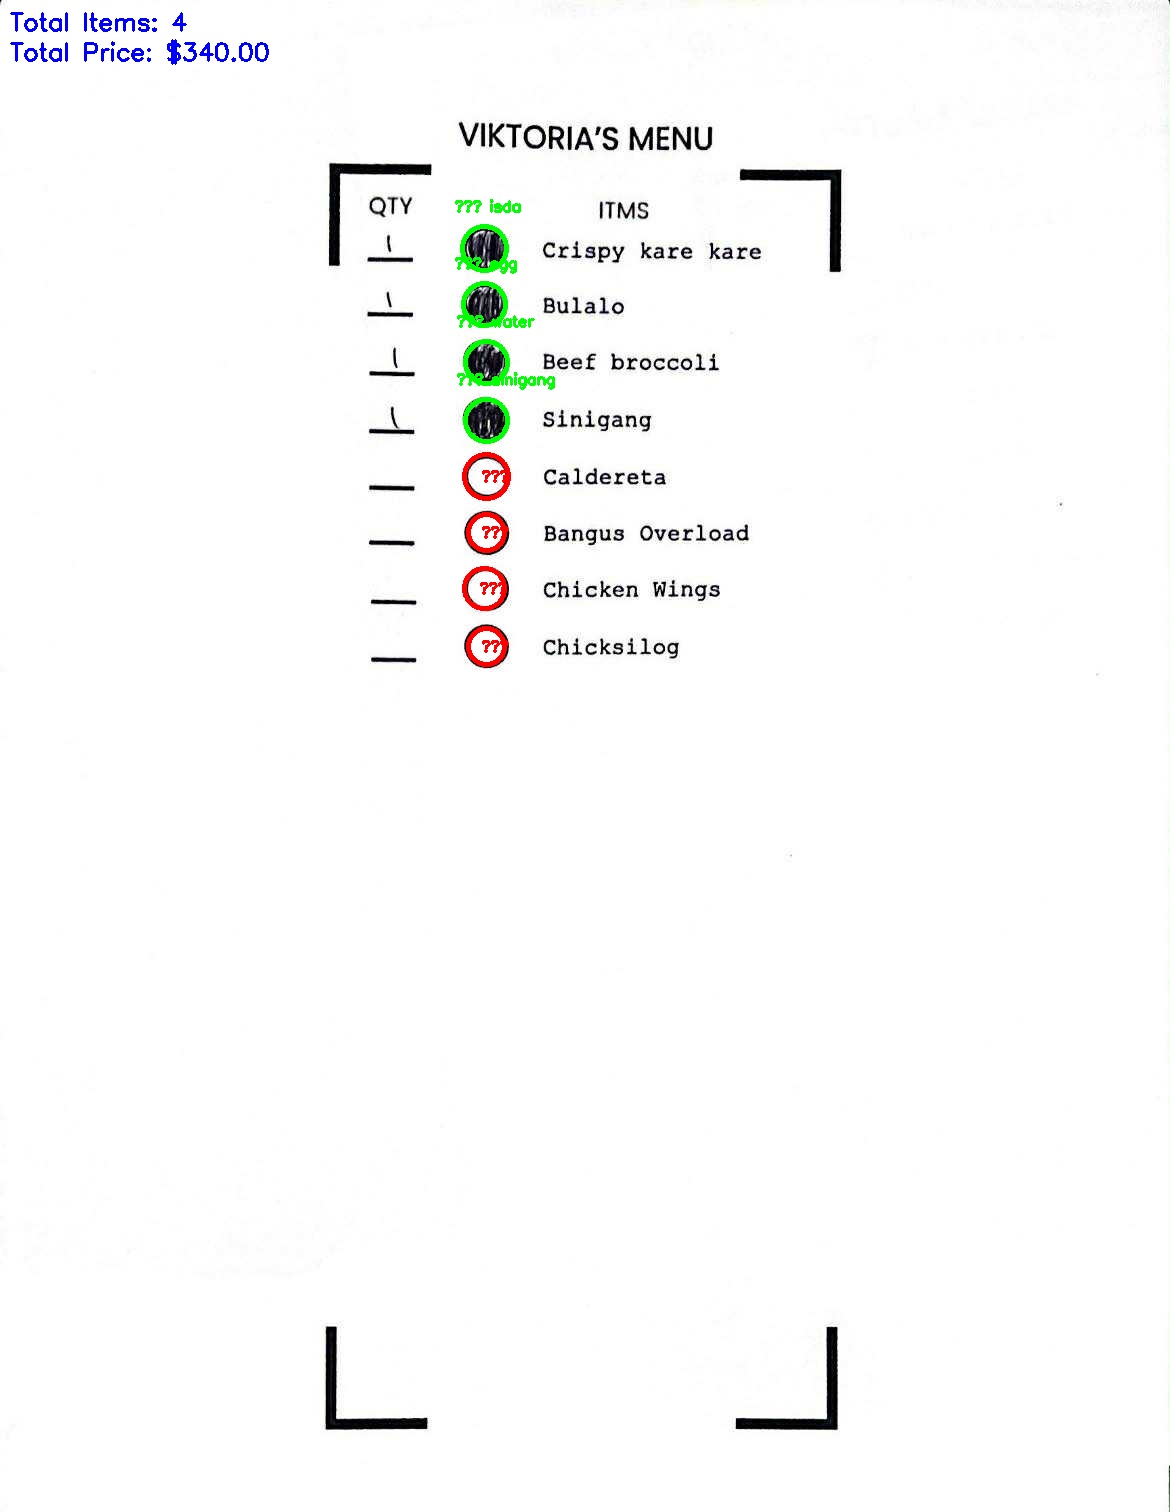 Total Items: 4
Total Price: $340.00
VIKTORIA'S MENU
QTY ??? isda ITMS
1 Crispy kare kare
??? egg
1 Bulalo
??? water
1 Beef broccoli
??? sinigang
1 Sinigang
??? Caldereta
??? Bangus Overload
??? Chicken Wings
??? Chicksilog